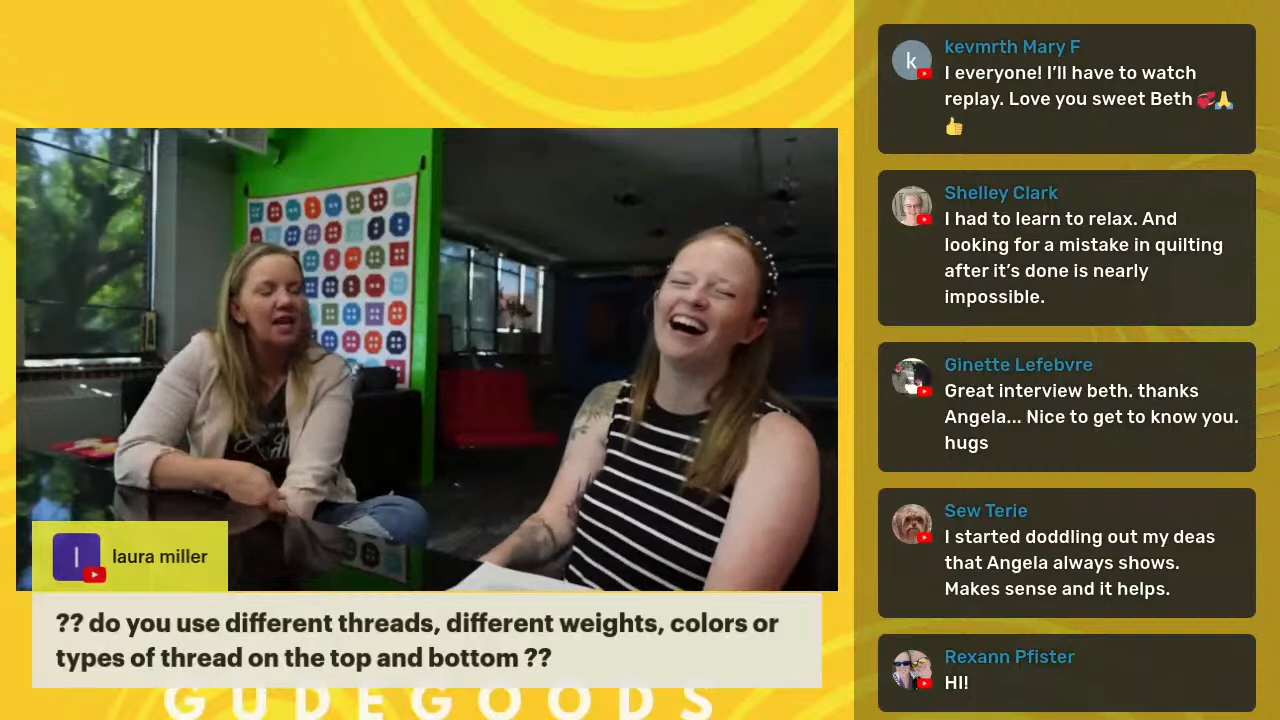 laura miller
?? do you use different threads, different weights, colors or
types of thread on the top and bottom ??
GUDEGOODS
k
kevmrth Mary F
I everyone! I’ll have to watch
replay. Love you sweet Beth 💞🙏
👍
Shelley Clark
I had to learn to relax. And
looking for a mistake in quilting
after it’s done is nearly
impossible.
Ginette Lefebvre
Great interview beth. thanks
Angela... Nice to get to know you.
hugs
Sew Terie
I started doddling out my deas
that Angela always shows.
Makes sense and it helps.
Rexann Pfister
HI!